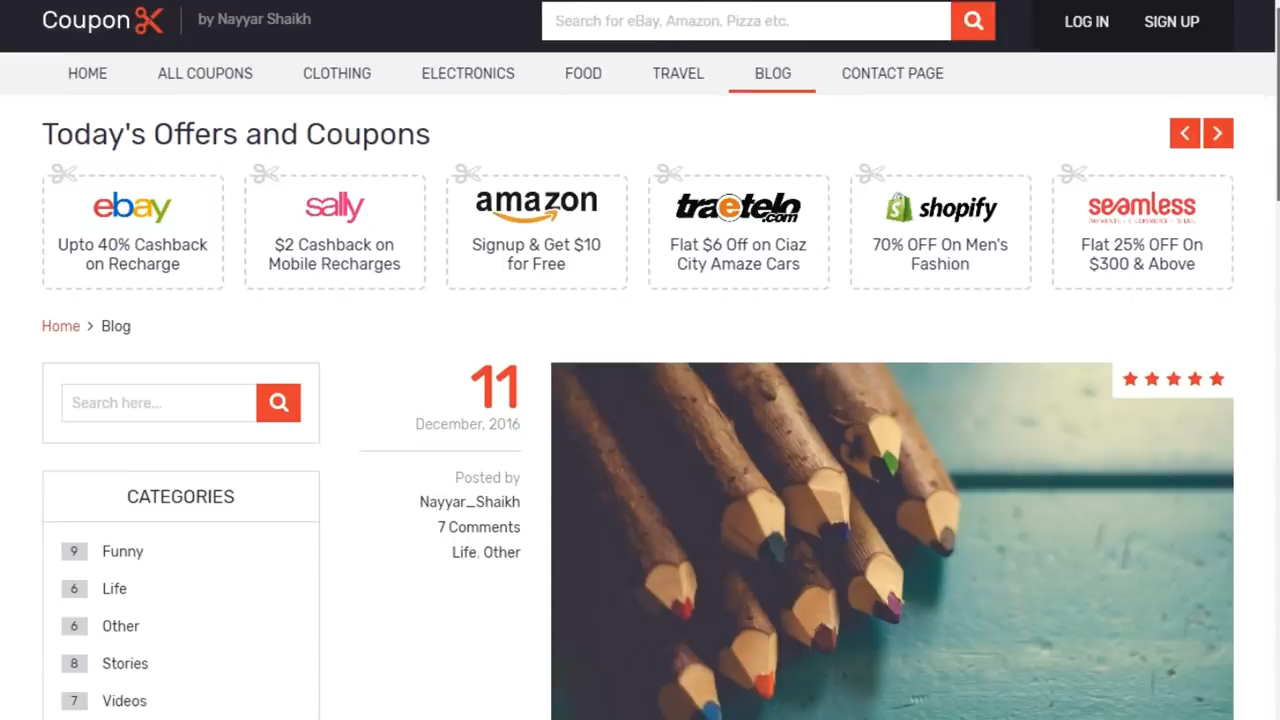 Coupon
by Nayyar Shaikh
Search for eBay, Amazon, Pizza etc.
LOG IN
SIGN UP
HOME
ALL COUPONS
CLOTHING
ELECTRONICS
FOOD
TRAVEL
BLOG
CONTACT PAGE
Today's Offers and Coupons
ebay
Upto 40% Cashback
on Recharge
sally
$2 Cashback on
Mobile Recharges
amazon
Signup & Get $10
for Free
traetelo
.com
Flat $6 Off on Ciaz
City Amaze Cars
shopify
70% OFF On Men's
Fashion
seamless
Flat 25% OFF On
$300 & Above
Home > Blog
Search here...
CATEGORIES
9 Funny
6 Life
6 Other
8 Stories
7 Videos
11
December, 2016
Posted by
Nayyar_Shaikh
7 Comments
Life. Other